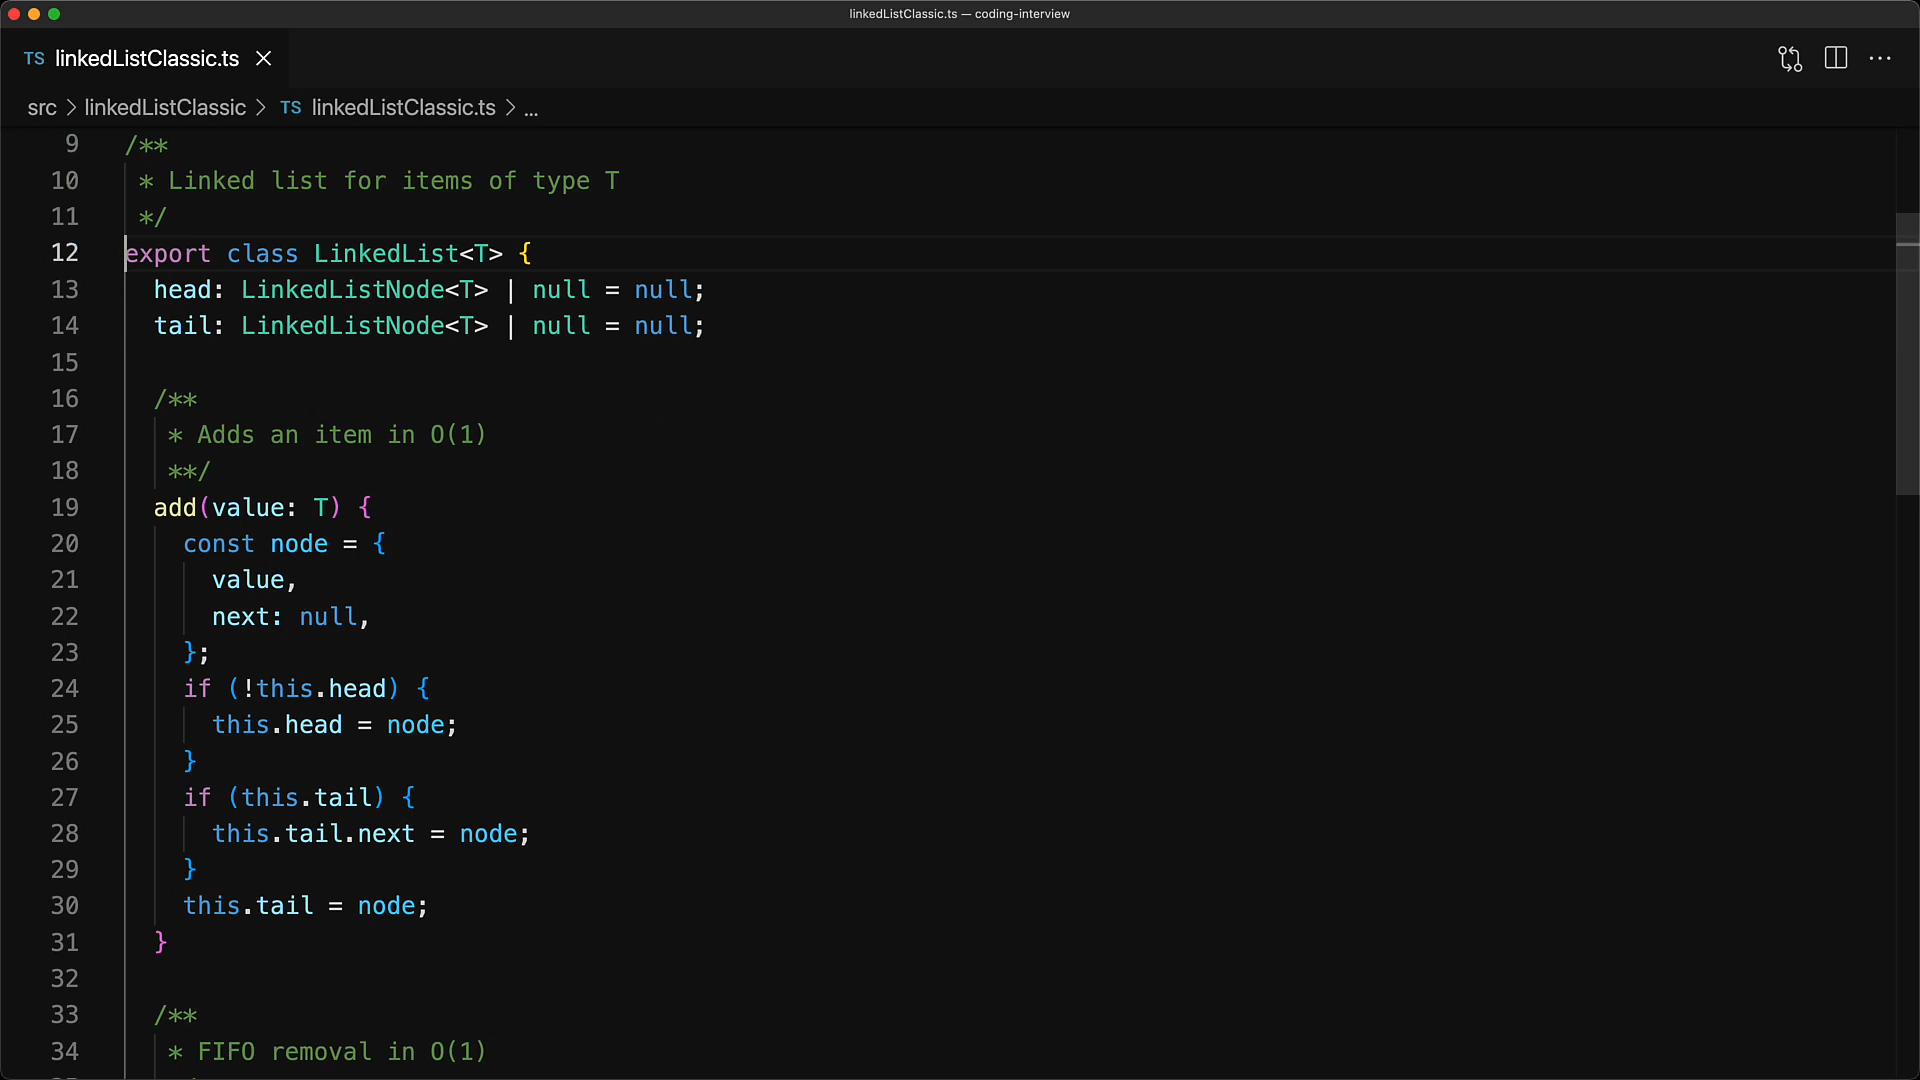 linkedListClassic.ts — coding-interview
TS linkedListClassic.ts
src > linkedListClassic > TS linkedListClassic.ts > ...
9 /**
10  * Linked list for items of type T
11  */
12 export class LinkedList<T> {
13   head: LinkedListNode<T> | null = null;
14   tail: LinkedListNode<T> | null = null;
15
16   /**
17    * Adds an item in O(1)
18    **/
19   add(value: T) {
20     const node = {
21       value,
22       next: null,
23     };
24     if (!this.head) {
25       this.head = node;
26     }
27     if (this.tail) {
28       this.tail.next = node;
29     }
30     this.tail = node;
31   }
32
33   /**
34    * FIFO removal in O(1)